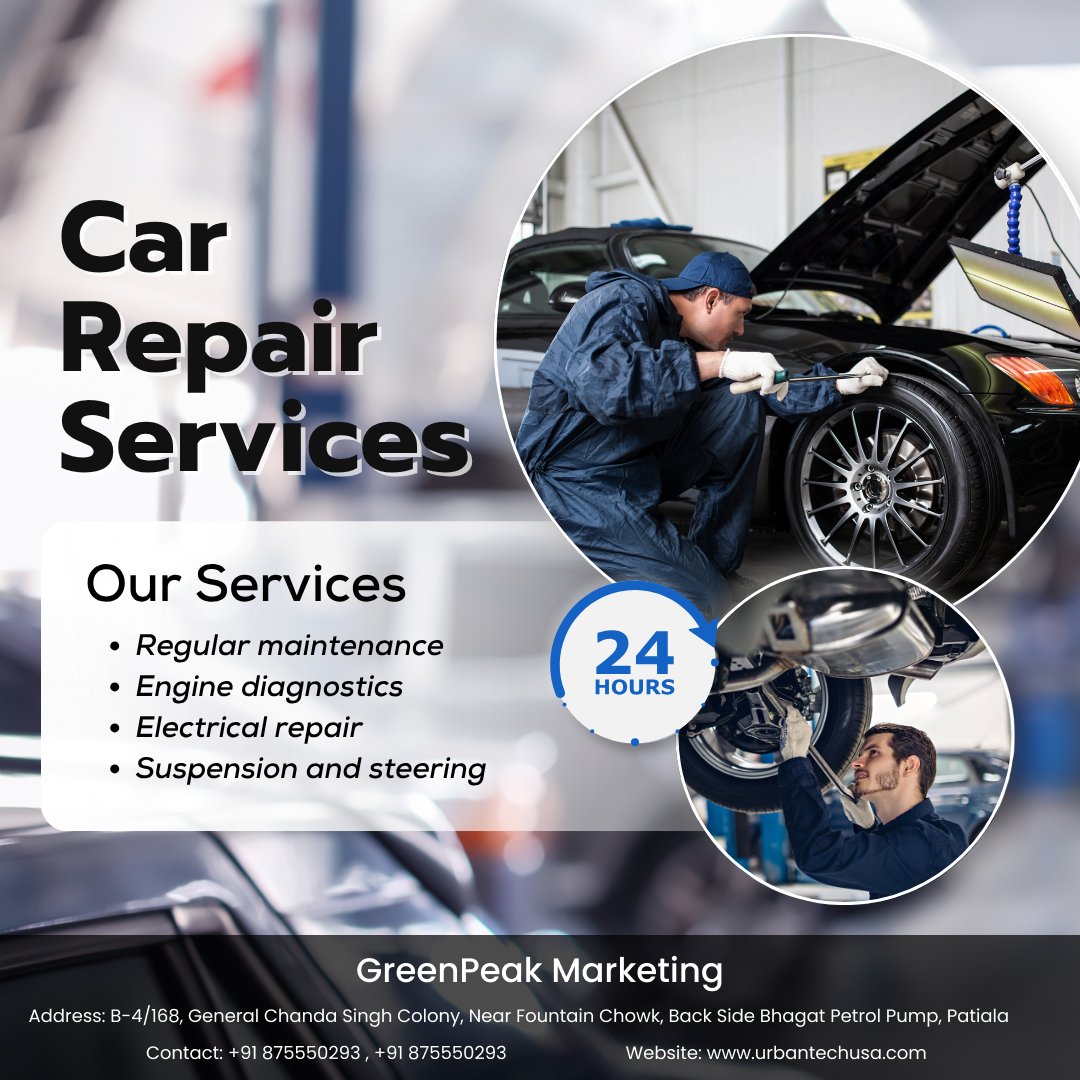 Car
Repair
Services
Our Services
• Regular maintenance
• Engine diagnostics
• Electrical repair
• Suspension and steering
24
HOURS
GreenPeak Marketing
Address: B-4/168, General Chanda Singh Colony, Near Fountain Chowk, Back Side Bhagat Petrol Pump, Patiala
Contact: +91 875550293 , +91 875550293 Website: www.urbantechusa.com